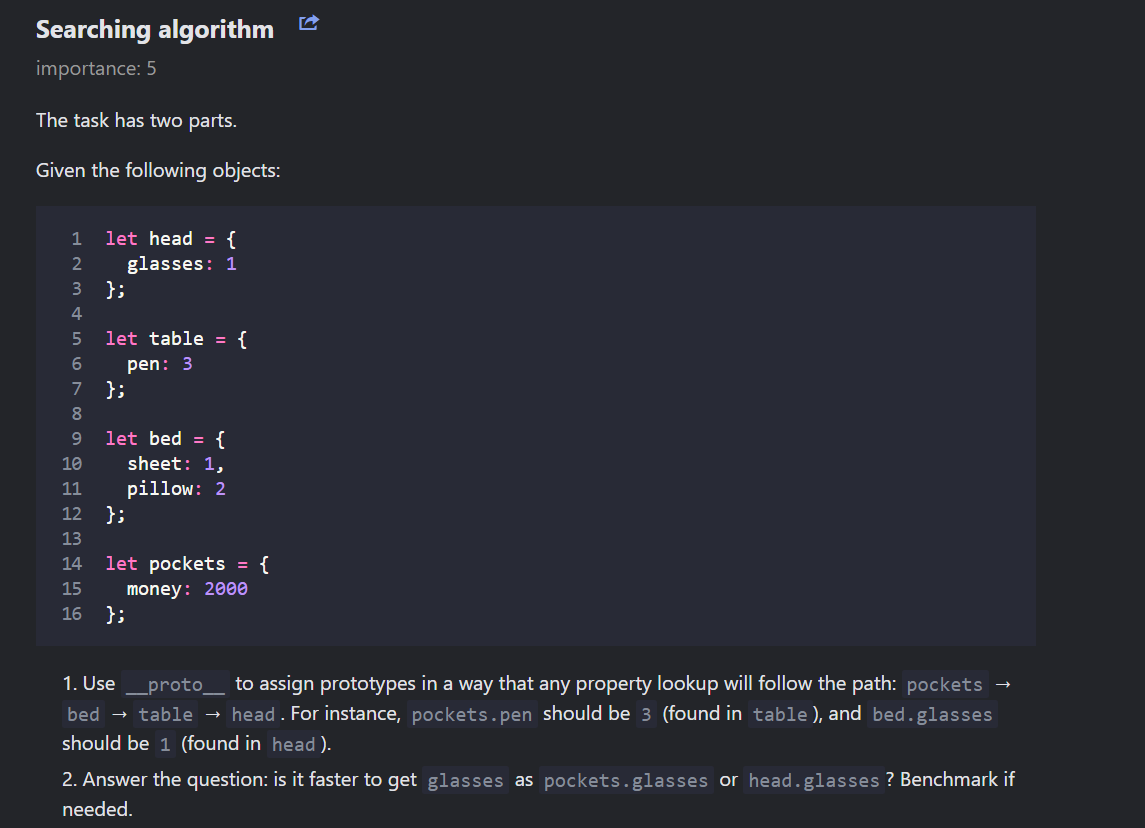 Searching algorithm
importance: 5
The task has two parts.
Given the following objects:
1 let head = {
2   glasses: 1
3 };
4
5 let table = {
6   pen: 3
7 };
8
9 let bed = {
10   sheet: 1,
11   pillow: 2
12 };
13
14 let pockets = {
15   money: 2000
16 };
1. Use __proto__ to assign prototypes in a way that any property lookup will follow the path: pockets →
bed → table → head. For instance, pockets.pen should be 3 (found in table), and bed.glasses
should be 1 (found in head).
2. Answer the question: is it faster to get glasses as pockets.glasses or head.glasses? Benchmark if
needed.